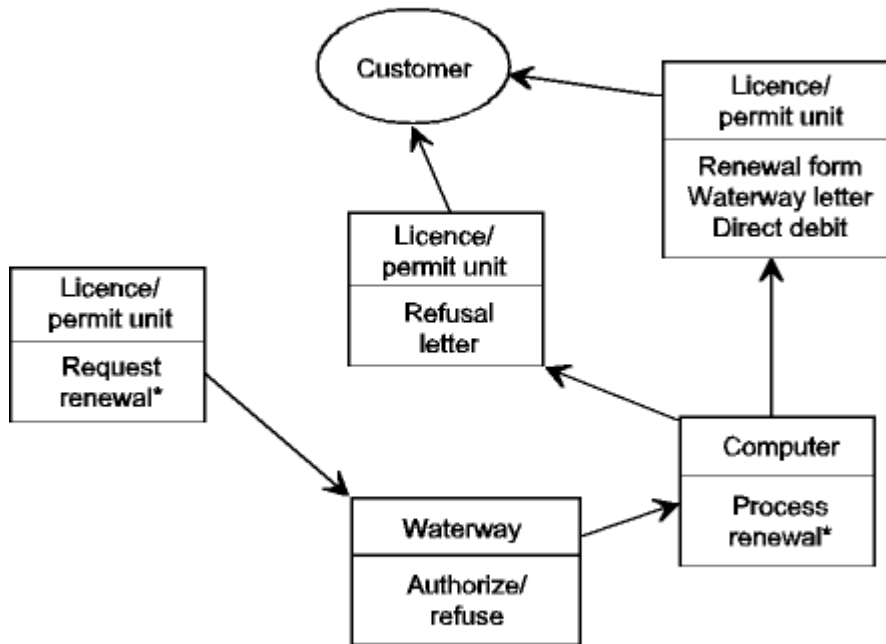 Customer
Licence/
permit unit
Renewal form
Waterway letter
Direct debit
Licence/
permit unit
Refusal
letter
Licence/
permit unit
Request
renewal*
Computer
Process
renewal*
Waterway
Authorize/
refuse